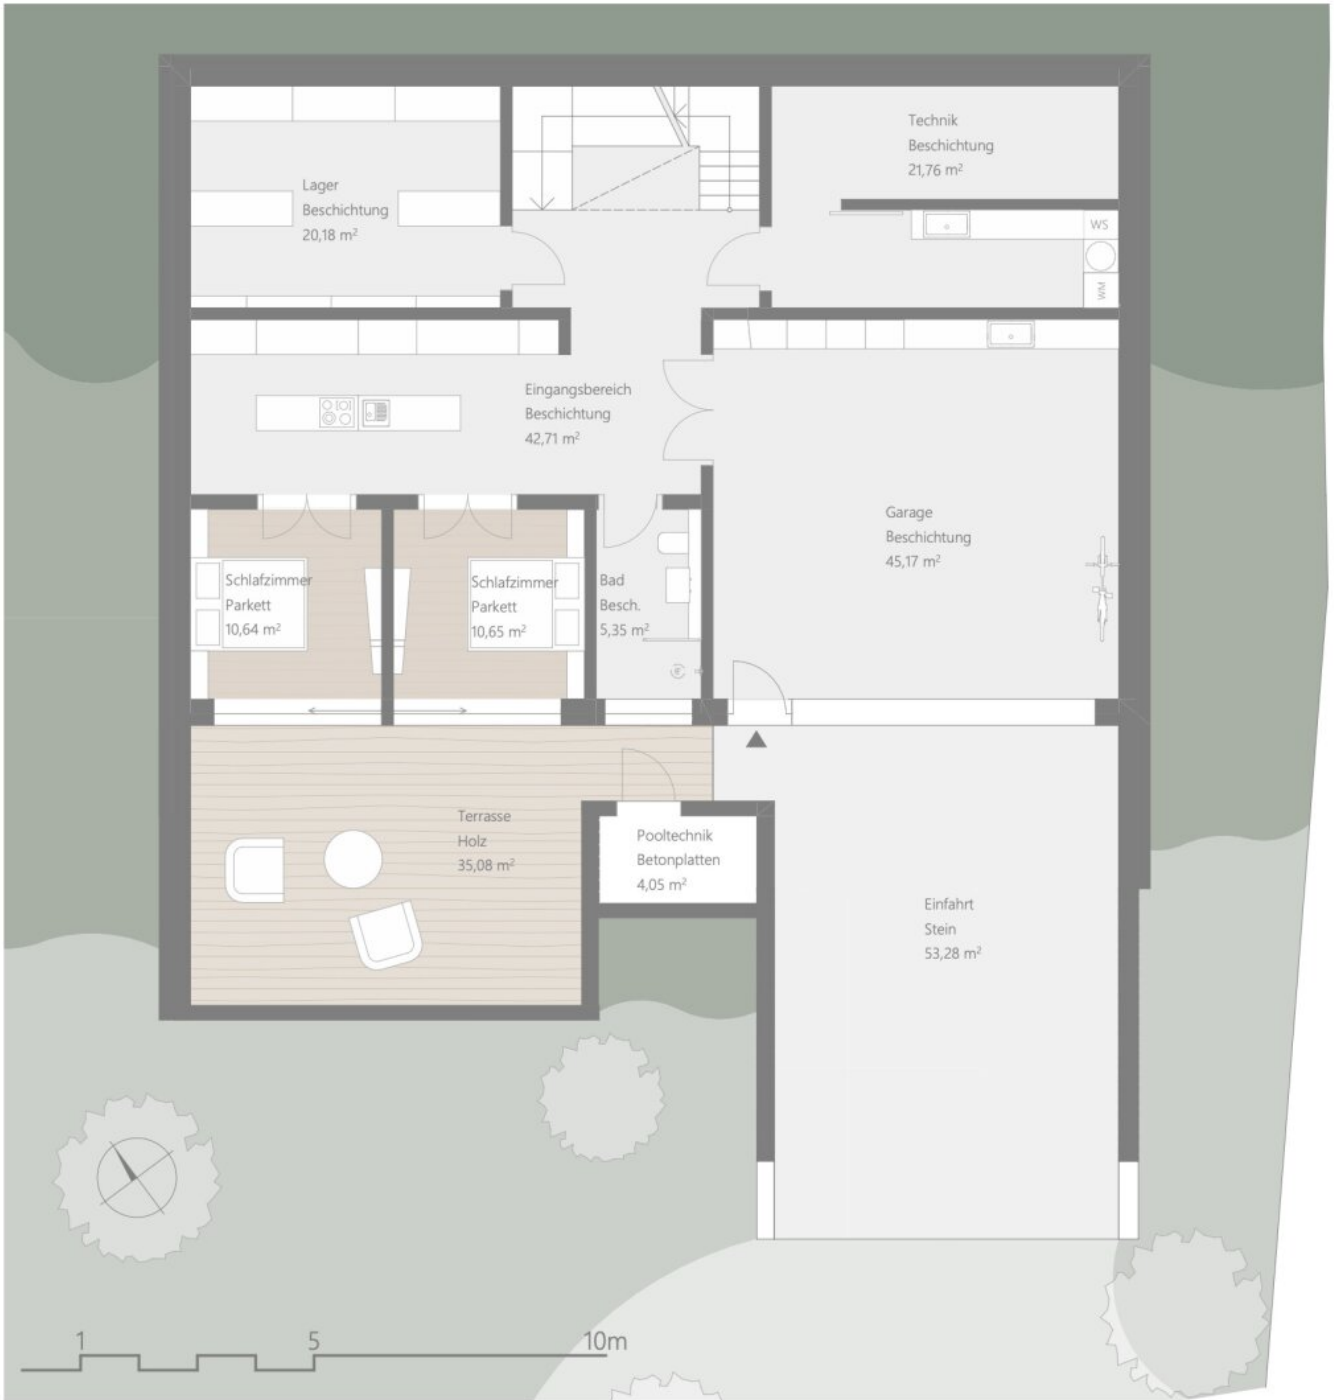 Technik
Beschichtung
21,76 m²
Lager
Beschichtung
20,18 m²
WS
WM
Eingangsbereich
Beschichtung
42,71 m²
Garage
Beschichtung
45,17 m²
Schlafzimmer
Parkett
10,64 m²
Schlafzimmer
Parkett
10,65 m²
Bad
Besch.
5,35 m²
Terrasse
Holz
35,08 m²
Pooltechnik
Betonplatten
4,05 m²
Einfahrt
Stein
53,28 m²
1 5 10m